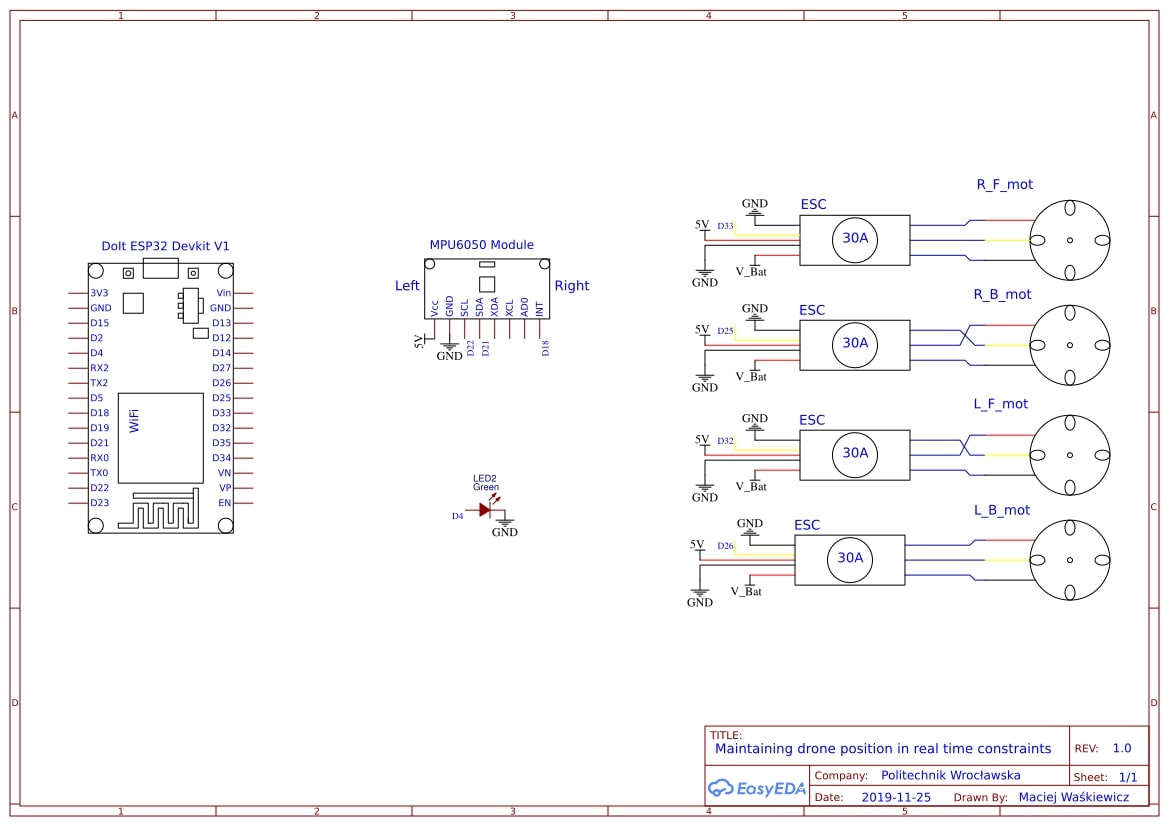 1 2 3 4 5
A A
B B
C C
D D
1 2 3 4 5
DoIt ESP32 Devkit V1
3V3 Vin
GND GND
D15 D13
D2 D12
D4 D14
RX2 D27
TX2 D26
D5 D25
D18 D33
D19 D32
D21 D35
RX0 D34
TX0 VN
D22 VP
D23 EN
WiFi
MPU6050 Module
Left Right
Vcc GND SCL SDA XDA XCL AD0 INT
5V GND D22 D21 D18
LED2
Green
D4
GND
R_F_mot
GND ESC
5V D33
30A
GND V_Bat
R_B_mot
GND ESC
5V D25
30A
GND V_Bat
L_F_mot
GND ESC
5V D32
30A
GND V_Bat
L_B_mot
GND ESC
5V D26
30A
GND V_Bat
TITLE:
Maintaining drone position in real time constraints
REV: 1.0
EasyEDA
Company: Politechnik Wrocławska
Sheet: 1/1
Date: 2019-11-25 Drawn By: Maciej Waśkiewicz